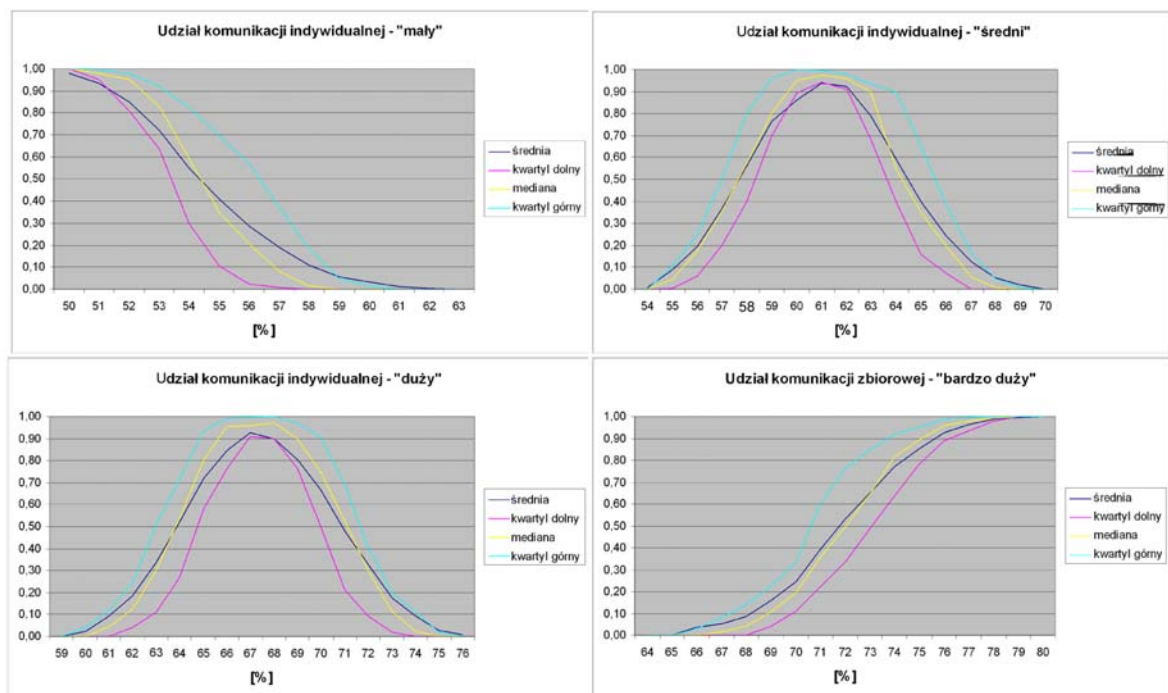 Udział komunikacji indywidualnej - "mały"
1,00
0,90
0,80
0,70
0,60
0,50
0,40
0,30
0,20
0,10
0,00
50 51 52 53 54 55 56 57 58 59 60 61 62 63
[%]
średnia
kwartyl dolny
mediana
kwartyl górny
Udział komunikacji indywidualnej - "średni"
1,00
0,90
0,80
0,70
0,60
0,50
0,40
0,30
0,20
0,10
0,00
54 55 56 57 58 59 60 61 62 63 64 65 66 67 68 69 70
[%]
średnia
kwartyl dolny
mediana
kwartyl górny
Udział komunikacji indywidualnej - "duży"
1,00
0,90
0,80
0,70
0,60
0,50
0,40
0,30
0,20
0,10
0,00
59 60 61 62 63 64 65 66 67 68 69 70 71 72 73 74 75 76
[%]
średnia
kwartyl dolny
mediana
kwartyl górny
Udział komunikacji zbiorowej - "bardzo duży"
1,00
0,90
0,80
0,70
0,60
0,50
0,40
0,30
0,20
0,10
0,00
64 65 66 67 68 69 70 71 72 73 74 75 76 77 78 79 80
[%]
średnia
kwartyl dolny
mediana
kwartyl górny